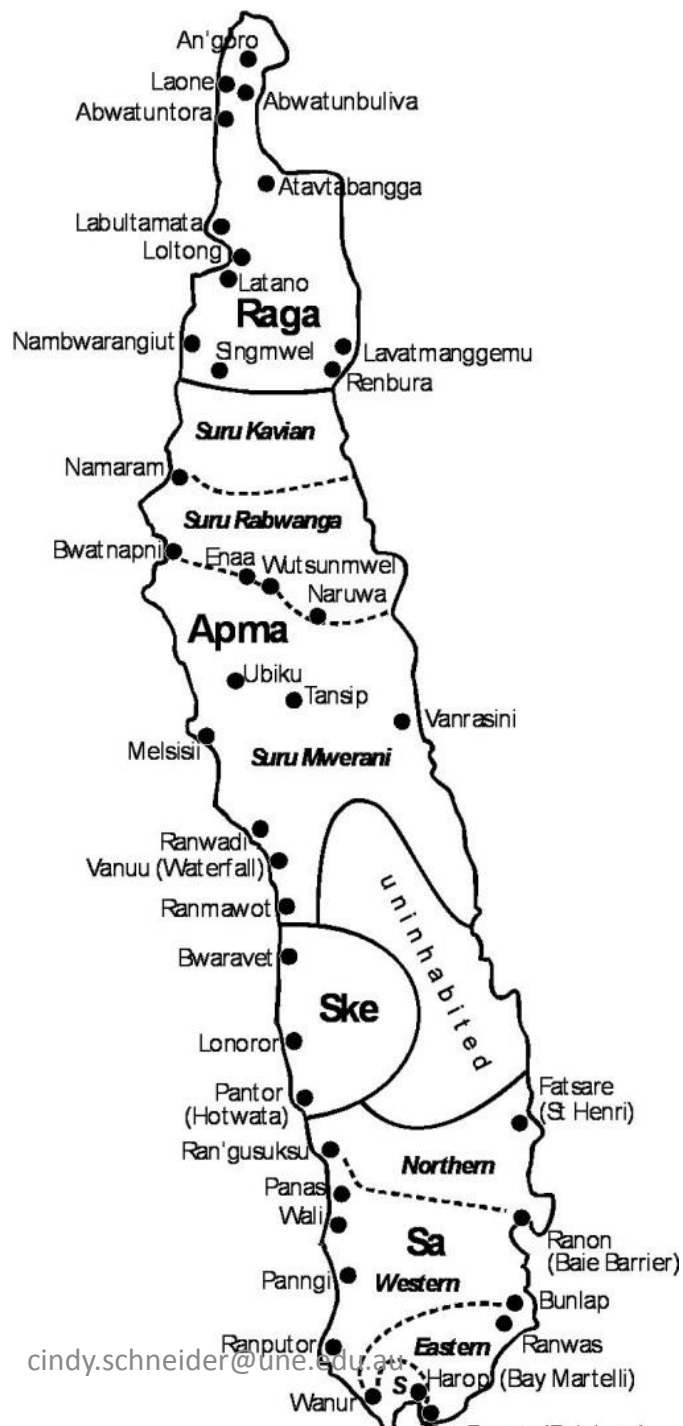 An'goro
Laone
Abwatunbuliva
Abwatuntora
Atavtabangga
Labultamata
Loltong
Latano
Raga
Nambwarangiut
Singmwel
Lavatmanggemu
Renbura
Suru Kavian
Namaram
Suru Rabwanga
Bwatnapni
Enaa
Wutsunmwel
Naruwa
Apma
Ubiku
Tansip
Vanrasini
Melsisii
Suru Mwerani
Ranwadi
Vanuu (Waterfall)
Ranmawot
uninhabited
Bwaravet
Ske
Lonoror
Pantor
(Hotwata)
Fatsare
(St Henri)
Ran'gusuksu
Northern
Panas
Wali
Sa
Ranon
(Baie Barrier)
Panngi
Western
Bunlap
Ranputor
Eastern
Ranwas
cindy.schneider@une.edu.au
S
Harop (Bay Martelli)
Wanur